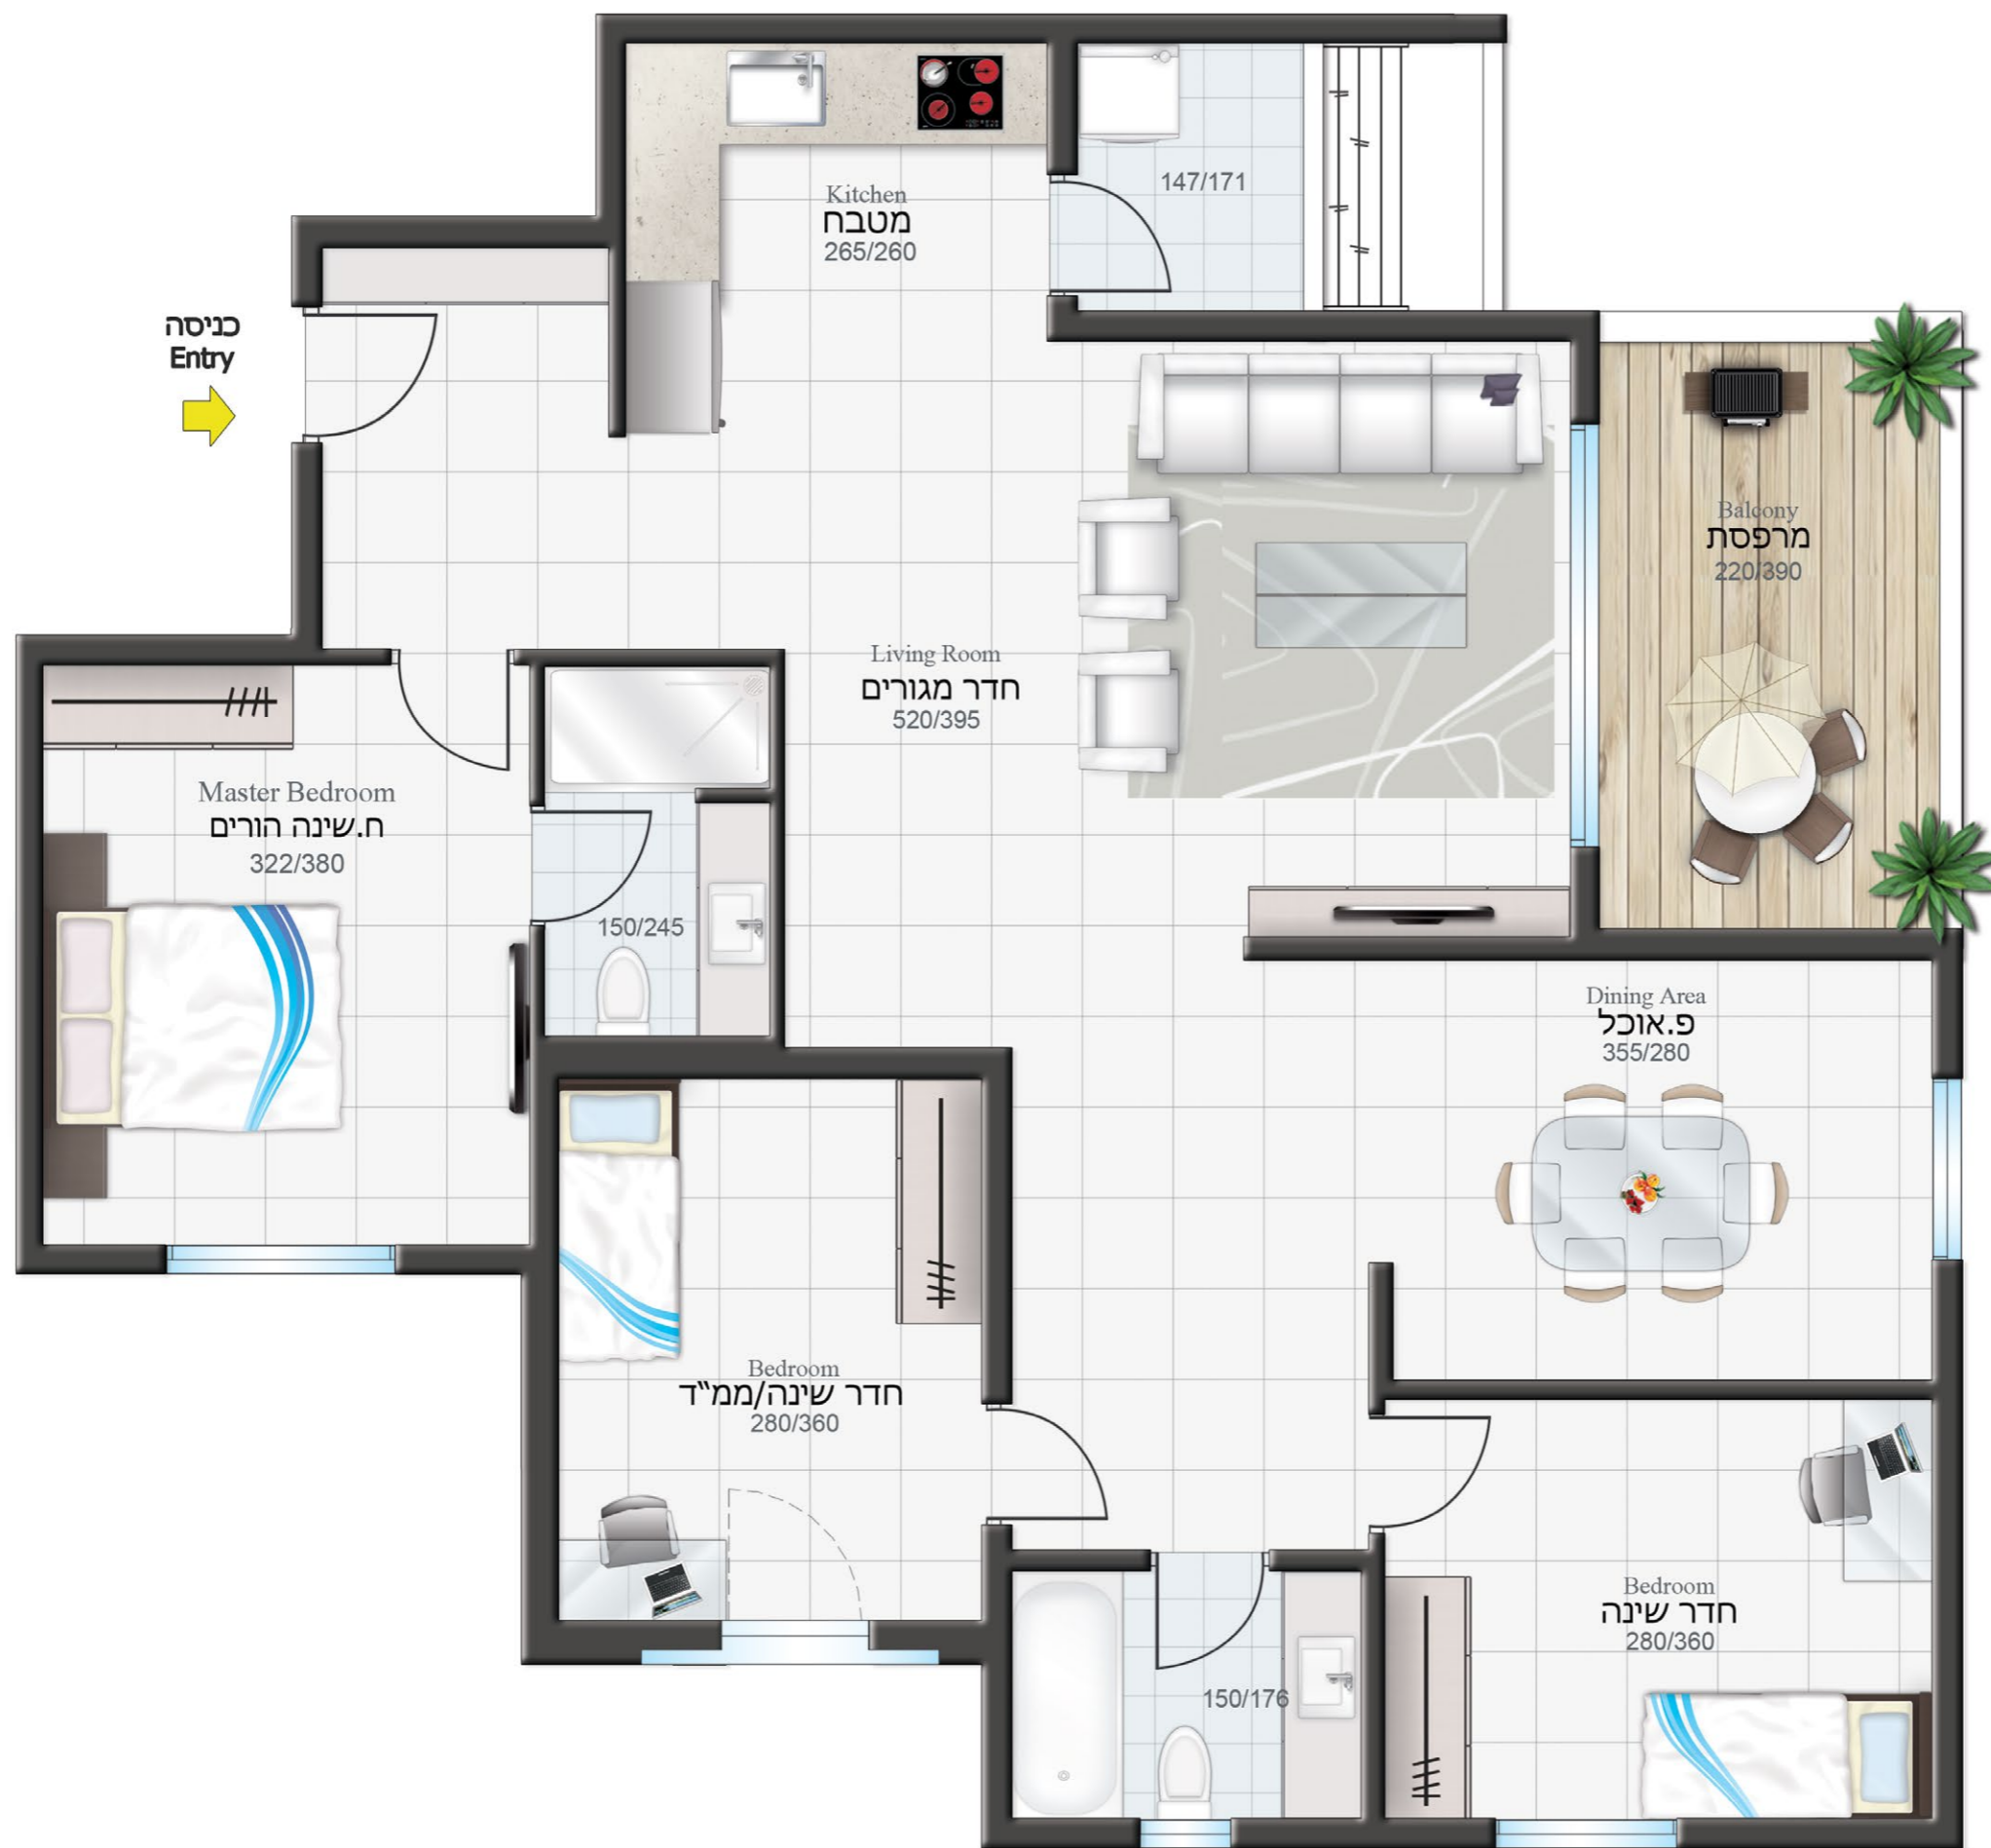 Kitchen
מטבח
265/260
147/171
כניסה
Entry
Balcony
מרפסת
220/390
Living Room
חדר מגורים
520/395
Master Bedroom
ח.שינה הורים
322/380
150/245
Dining Area
פ.אוכל
355/280
Bedroom
חדר שינה/ממ"ד
280/360
Bedroom
חדר שינה
280/360
150/176